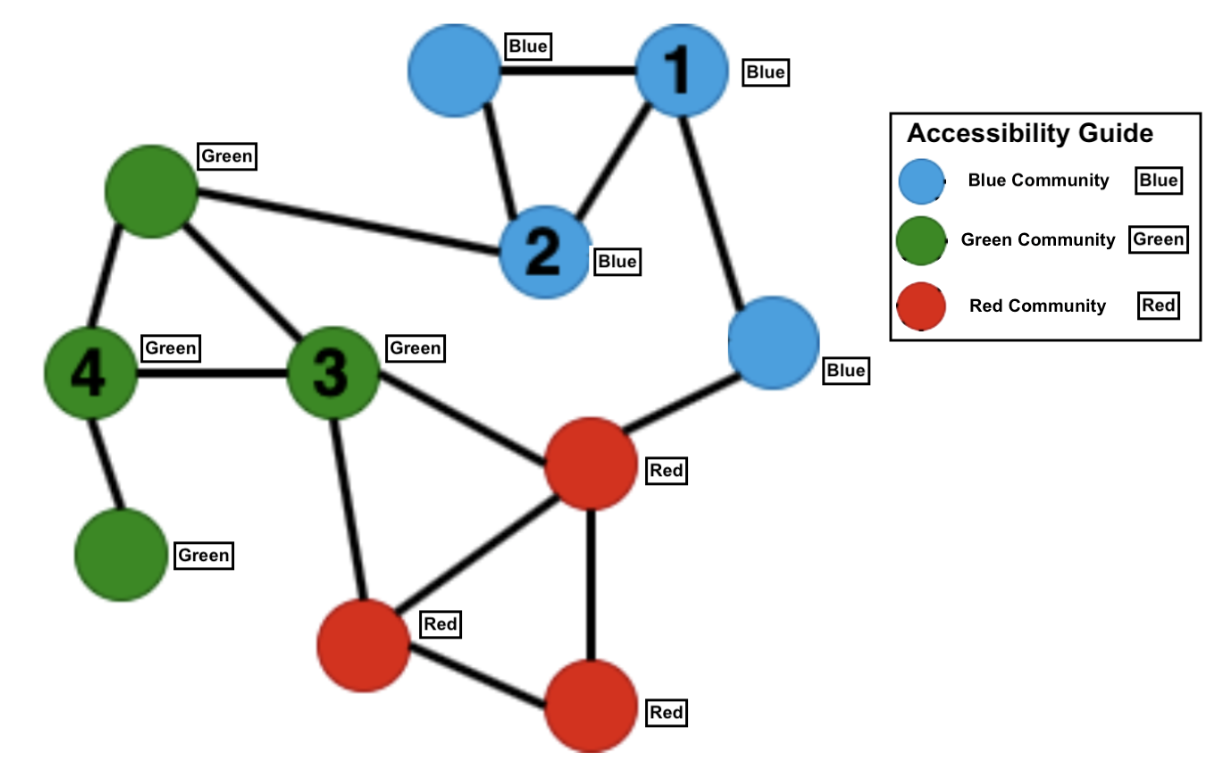 Blue
1
Blue
Accessibility Guide
Blue Community Blue
Green Community Green
Red Community Red
Green
2
Blue
4
Green
3
Green
Blue
Red
Green
Red
Red